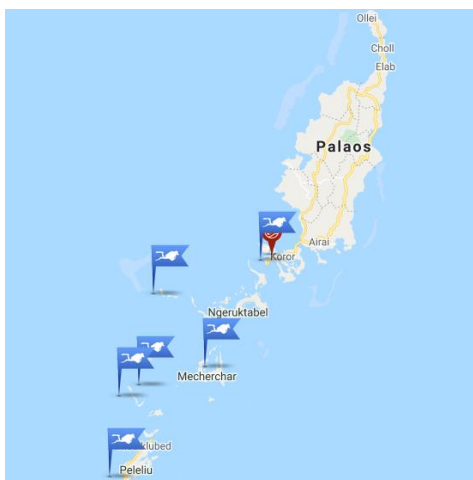 Ollei
Choll
Elab
Palaos
Airai
Koror
Ngeruktabel
Mecherchar
Peleliu